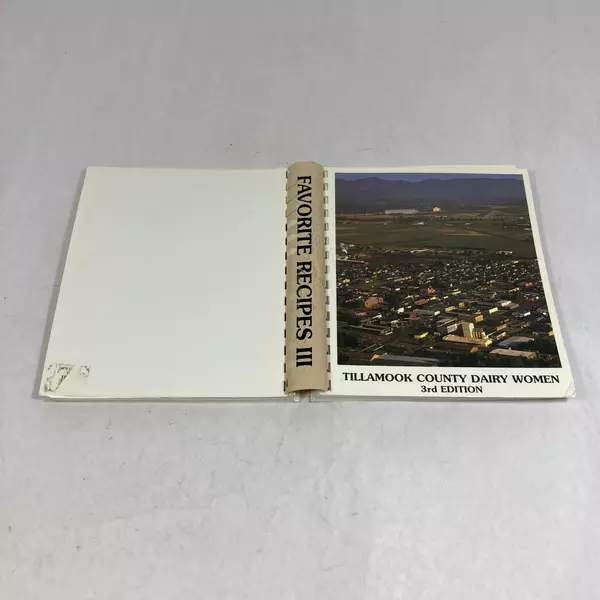 FAVORITE RECIPES III
TILLAMOOK COUNTY DAIRY WOMEN
3rd EDITION